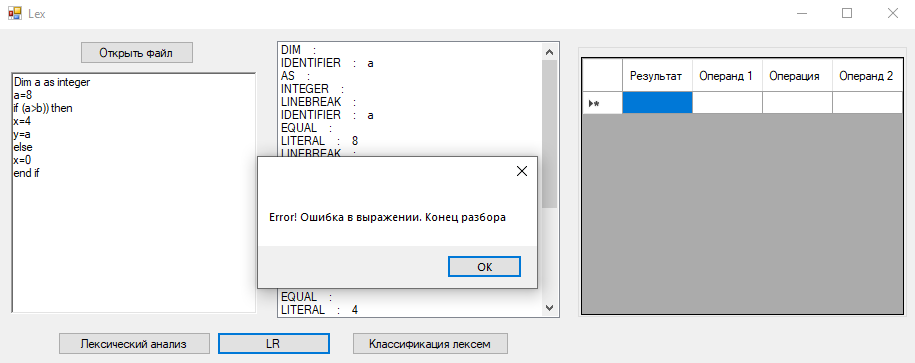 Lex
Открыть файл
Dim a as integer
a=8
if (a>b)) then
x=4
y=a
else
x=0
end if
DIM :
IDENTIFIER : a
AS :
INTEGER :
LINEBREAK :
IDENTIFIER : a
EQUAL :
LITERAL : 8
LINEBREAK :
EQUAL :
LITERAL : 4
Error! Ошибка в выражении. Конец разбора
OK
Результат Операнд 1 Операция Операнд 2
Лексический анализ
LR
Классификация лексем